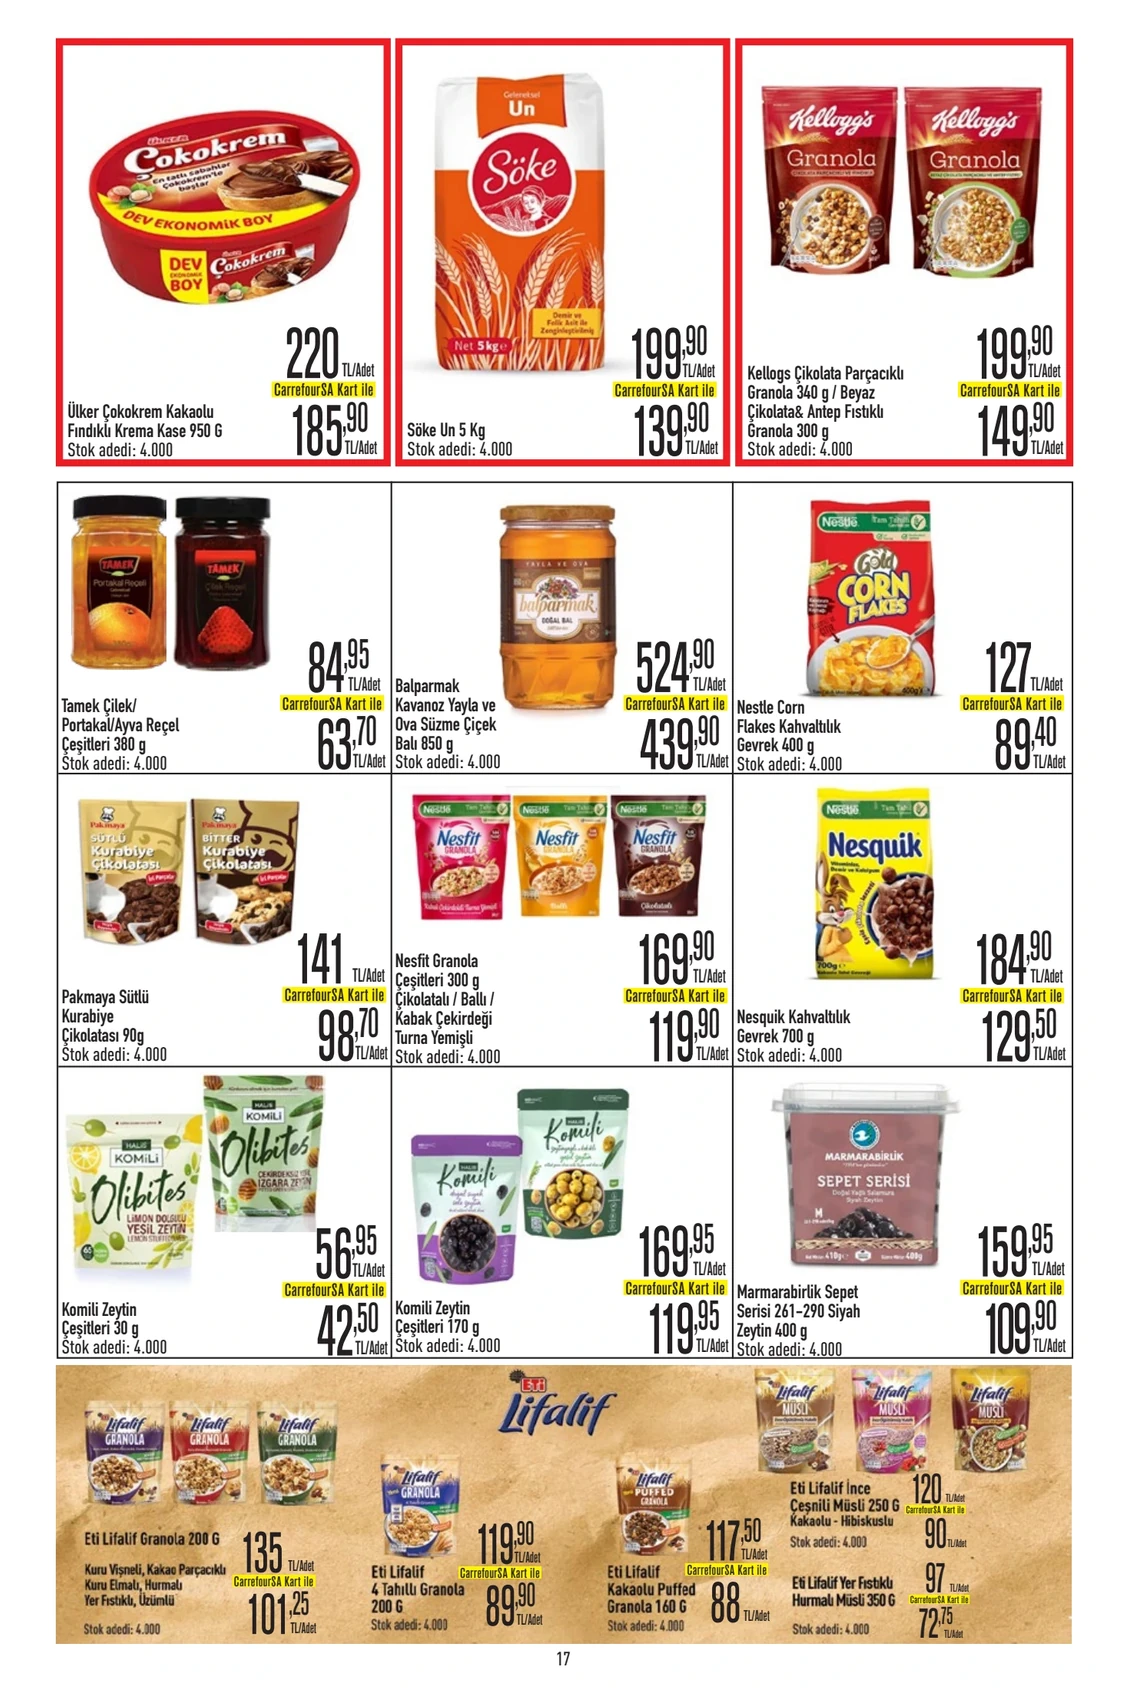 Ülker
Çokokrem
En tatlı sabahlar
Çokokrem'le
başlar
DEV EKONOMİK BOY
DEV
EKONOMİK
BOY
Çokokrem
220 TL/Adet
CarrefourSA Kart ile
185,90 TL/Adet
Ülker Çokokrem Kakaolu
Fındıklı Krema Kase 950 G
Stok adedi: 4.000
Geleneksel
Un
Söke
Demir ve
Folik Asit ile
Zenginleştirilmiş
Net 5 kg e
199,90 TL/Adet
CarrefourSA Kart ile
139,90 TL/Adet
Söke Un 5 Kg
Stok adedi: 4.000
Kellogg's
Granola
Kellogg's
Granola
199,90 TL/Adet
CarrefourSA Kart ile
149,90 TL/Adet
Kellogs Çikolata Parçacıklı
Granola 340 g / Beyaz
Çikolata& Antep Fıstıklı
Granola 300 g
Stok adedi: 4.000
TAMEK
Portakal Reçeli
TAMEK
Çilek Reçeli
84,95 TL/Adet
CarrefourSA Kart ile
63,70 TL/Adet
Tamek Çilek/
Portakal/Ayva Reçel
Çeşitleri 380 g
Stok adedi: 4.000
YAYLA VE OVA
balparmak
DOĞAL BAL
524,90 TL/Adet
CarrefourSA Kart ile
439,90 TL/Adet
Balparmak
Kavanoz Yayla ve
Ova Süzme Çiçek
Balı 850 g
Stok adedi: 4.000
Nestle
Tam Tahıl
Gold
CORN
FLAKES
400g e
127 TL/Adet
CarrefourSA Kart ile
89,40 TL/Adet
Nestle Corn
Flakes Kahvaltılık
Gevrek 400 g
Stok adedi: 4.000
Pakmaya
SÜTLÜ
Kurabiye
Çikolatası
İri Parçalar
Pakmaya
BİTTER
Kurabiye
Çikolatası
İri Parçalar
141 TL/Adet
CarrefourSA Kart ile
98,70 TL/Adet
Pakmaya Sütlü
Kurabiye
Çikolatası 90g
Stok adedi: 4.000
Nestle Tam Tahıl
Nesfit
GRANOLA
Kabak Çekirdekli Turna Yemişli
Nestle Tam Tahıl
Nesfit
GRANOLA
Ballı
Nestle Tam Tahıl
Nesfit
GRANOLA
Çikolatalı
169,90 TL/Adet
CarrefourSA Kart ile
119,90 TL/Adet
Nesfit Granola
Çeşitleri 300 g
Çikolatalı / Ballı /
Kabak Çekirdeği
Turna Yemişli
Stok adedi: 4.000
Nestle
Tam Tahıl
Nesquik
700g e
184,90 TL/Adet
CarrefourSA Kart ile
129,50 TL/Adet
Nesquik Kahvaltılık
Gevrek 700 g
Stok adedi: 4.000
HALİS
KOMİLİ
Olibites
LİMON DOLGULU
YEŞİL ZEYTİN
HALİS
KOMİLİ
Olibites
ÇEKİRDEKSİZ YEŞİL
IZGARA ZEYTİN
56,95 TL/Adet
CarrefourSA Kart ile
42,50 TL/Adet
Komili Zeytin
Çeşitleri 30 g
Stok adedi: 4.000
HALİS
Komili
HALİS
Komili
169,95 TL/Adet
CarrefourSA Kart ile
119,95 TL/Adet
Komili Zeytin
Çeşitleri 170 g
Stok adedi: 4.000
MARMARABİRLİK
SEPET SERİSİ
Doğal Yağlı Salamura
Siyah Zeytin
M
159,95 TL/Adet
CarrefourSA Kart ile
109,90 TL/Adet
Marmarabirlik Sepet
Serisi 261-290 Siyah
Zeytin 400 g
Stok adedi: 4.000
ETİ
Lifalif
Lifalif
GRANOLA
Lifalif
GRANOLA
Lifalif
GRANOLA
Eti Lifalif Granola 200 G
Kuru Vişneli, Kakao Parçacıklı
Kuru Elmalı, Hurmalı
Yer Fıstıklı, Üzümlü
Stok adedi: 4.000
135 TL/Adet
CarrefourSA Kart ile
101,25 TL/Adet
Lifalif
GRANOLA
Eti Lifalif
4 Tahıllı Granola
200 G
Stok adedi: 4.000
119,90 TL/Adet
CarrefourSA Kart ile
89,90 TL/Adet
Lifalif
PUFFED
GRANOLA
Eti Lifalif
Kakaolu Puffed
Granola 160 G
Stok adedi: 4.000
117,50 TL/Adet
CarrefourSA Kart ile
88 TL/Adet
Lifalif
MÜSLİ
Lifalif
MÜSLİ
Lifalif
MÜSLİ
Eti Lifalif İnce
Çeşnili Müsli 250 G
Kakaolu - Hibiskuslu
Stok adedi: 4.000
120 TL/Adet
CarrefourSA Kart ile
90 TL/Adet
Eti Lifalif Yer Fıstıklı
Hurmalı Müsli 350 G
Stok adedi: 4.000
97 TL/Adet
CarrefourSA Kart ile
72,75 TL/Adet
17